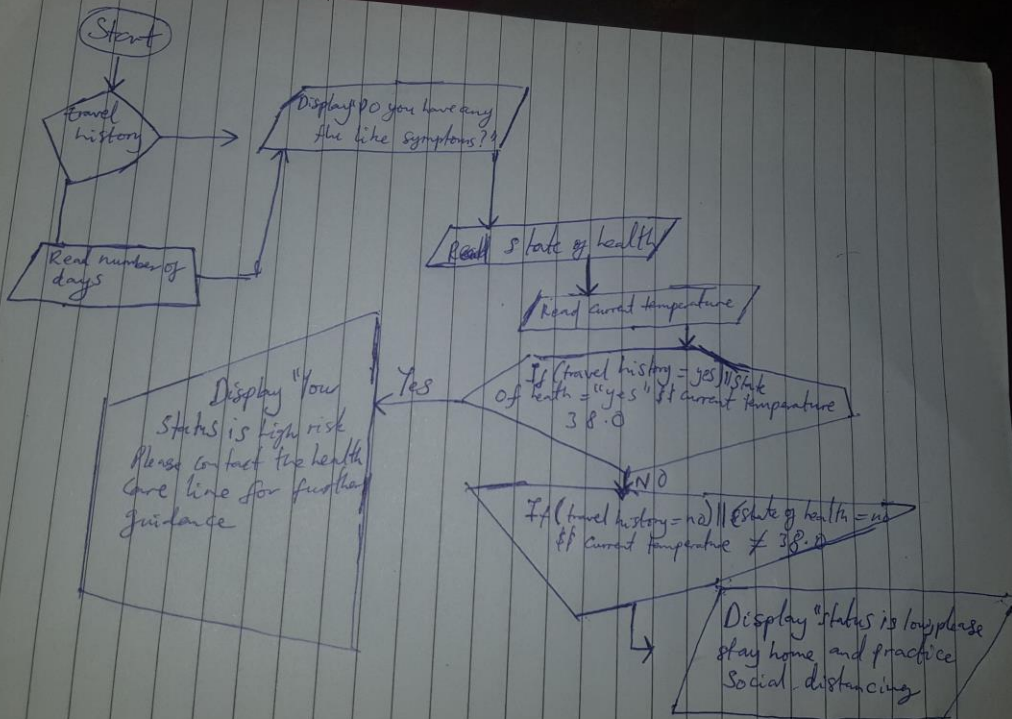 Start
travel
history
Read number of
days
Display "DO you have any
flu like symptoms?"
Read state of health
Read current temperature
If (travel history = yes) || state
Of heath = "yes" $$ current temperature
38.0
Yes
NO
Display "Your
Status is high risk
Please contact the health
Care line for further
guidance
If (travel history = no) || (state of health = no
$$ current temperature ≠ 38.0
Display "status is low, please
stay home and practice
Social distancing